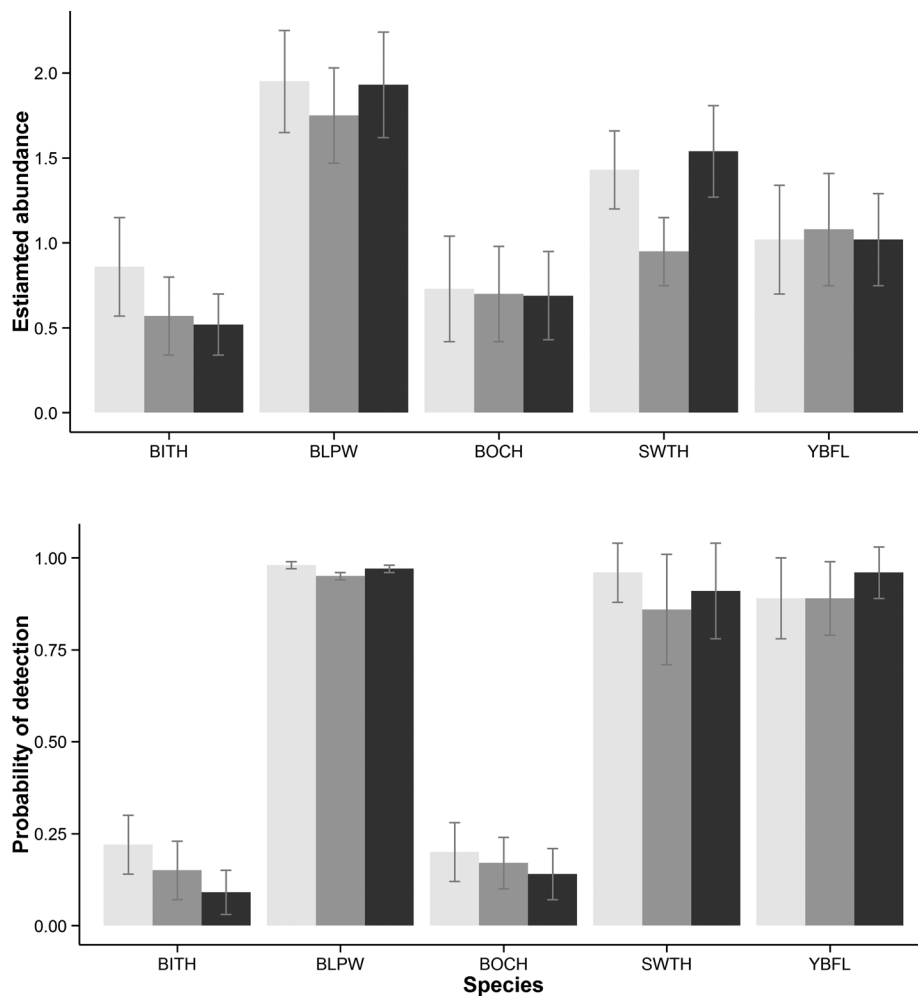 Estiamted abundance
2.0
1.5
1.0
0.5
0.0
BITH BLPW BOCH SWTH YBFL
Probability of detection
1.00
0.75
0.50
0.25
0.00
BITH BLPW BOCH SWTH YBFL
Species